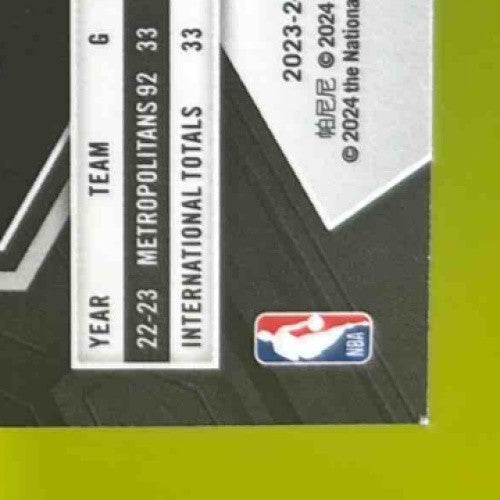 YEAR TEAM G
22-23 METROPOLITANS 92 33
INTERNATIONAL TOTALS 33
2023-2
帕尼尼 © 2024
© 2024 the Nationa
NBA